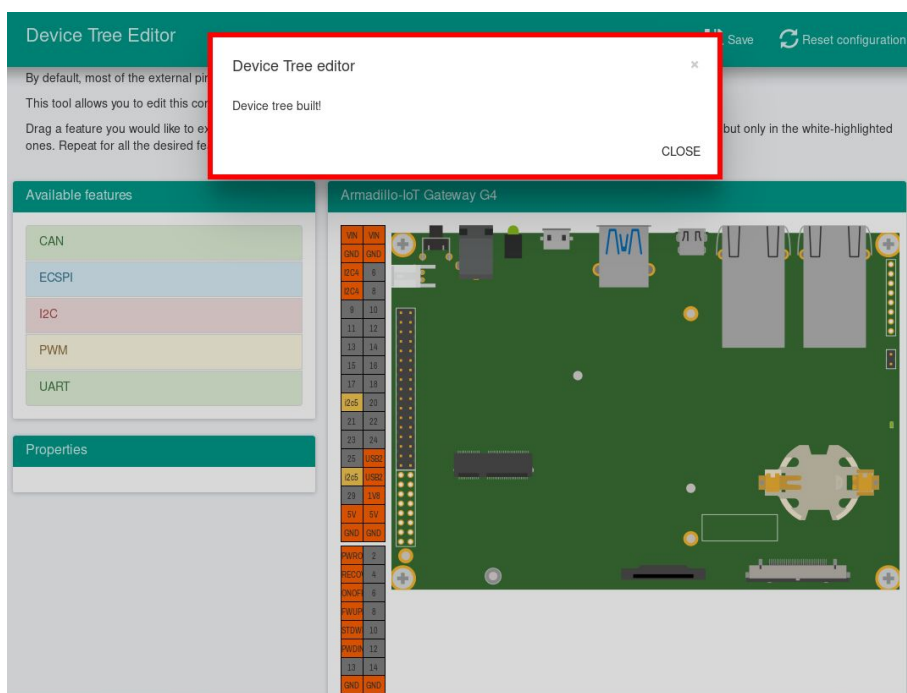 Device Tree Editor
Save
Reset configuration
Device Tree editor
×
Device tree built!
CLOSE
By default, most of the external pin
This tool allows you to edit this con
Drag a feature you would like to ex
but only in the white-highlighted
ones. Repeat for all the desired fe
Available features
CAN
ECSPI
I2C
PWM
UART
Properties
Armadillo-IoT Gateway G4
VIN VIN
GND GND
I2C4 6
I2C4 8
9 10
11 12
13 14
15 16
17 18
i2c5 20
21 22
23 24
25 USB2
i2c5 USB2
29 1V8
5V 5V
GND GND
PWRO 2
RECO 4
ONOF 6
FWUP 8
STDW 10
PWDIN 12
13 14
GND GND